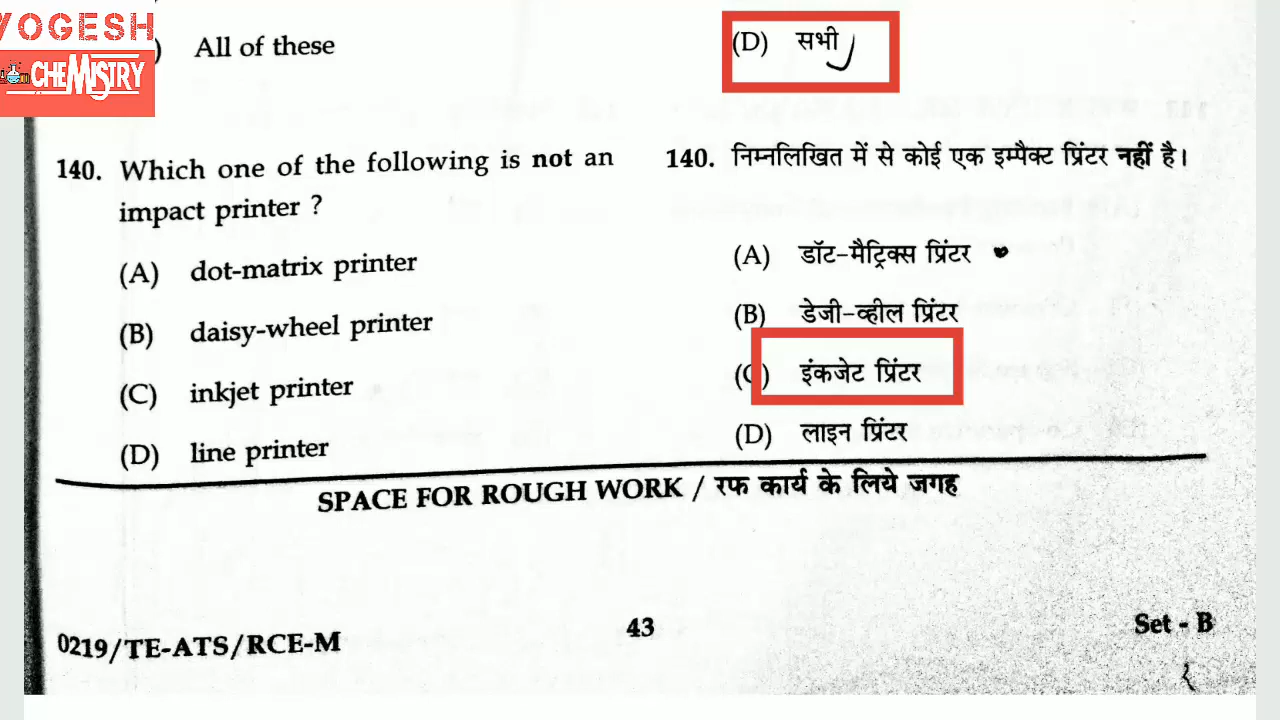 YOGESH
CHEMISTRY
) All of these
(D) सभी
140. Which one of the following is not an
impact printer ?
(A) dot-matrix printer
(B) daisy-wheel printer
(C) inkjet printer
(D) line printer
140. निम्नलिखित में से कोई एक इम्पैक्ट प्रिंटर नहीं है।
(A) डॉट-मैट्रिक्स प्रिंटर
(B) डेजी-व्हील प्रिंटर
(C) इंकजेट प्रिंटर
(D) लाइन प्रिंटर
SPACE FOR ROUGH WORK / रफ कार्य के लिये जगह
0219/TE-ATS/RCE-M
43
Set - B